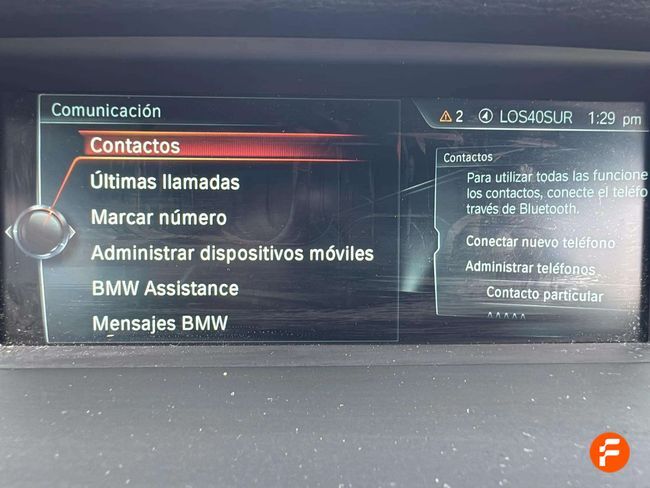 Comunicación
2 LOS40SUR 1:29 pm
Contactos
Últimas llamadas
Marcar número
Administrar dispositivos móviles
BMW Assistance
Mensajes BMW
Contactos
Para utilizar todas las funcione
los contactos, conecte el teléfo
través de Bluetooth.
Conectar nuevo teléfono
Administrar teléfonos
Contacto particular